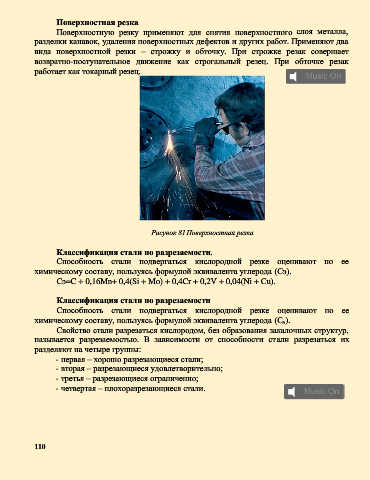 Поверхностная резка
Поверхностную резку применяют для снятия поверхностного слоя металла,
разделки канавок, удаления поверхностных дефектов и других работ. Применяют два
вида поверхностной резки – строжку и обточку. При строжке резак совершает
возвратно-поступательное движение как строгальный резец. При обточке резак
работает как токарный резец.
Music On
Рисунок 81 Поверхностная резка
Классификация стали по разрезаемости.
Способность стали подвергаться кислородной резке оценивают по ее
химическому составу, пользуясь формулой эквивалента углерода (Сэ).
Сэ=С + 0,16Mn+ 0,4(Si + Mo) + 0,4Cr + 0,2V + 0,04(Ni + Cu).
Классификация стали по разрезаемости
Способность стали подвергаться кислородной резке оценивают по ее
химическому составу, пользуясь формулой эквивалента углерода (Сэ).
Свойство стали разрезаться кислородом, без образования закалочных структур,
называется разрезаемостью. В зависимости от способности стали разрезаться их
разделяют на четыре группы:
- первая – хорошо разрезающиеся стали;
- вторая – разрезающиеся удовлетворительно;
- третья – разрезающиеся ограниченно;
- четвертая – плохоразрезающиеся стали.
Music On
110